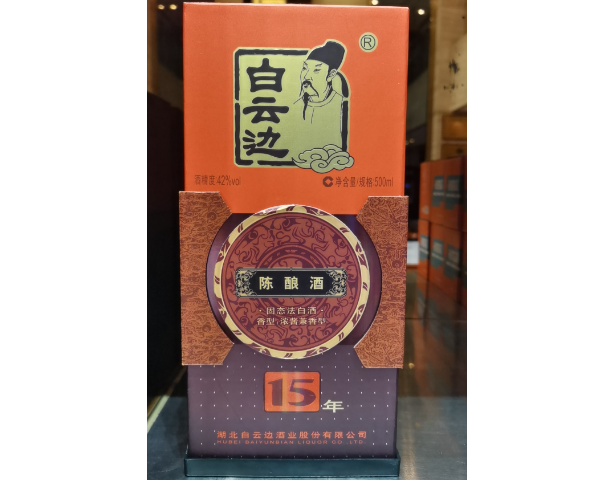 ®
白云边
酒精度:42%vol
净含量/规格:500ml
陈酿酒
·固态法白酒·
香型:浓酱兼香型
15年
湖北白云边酒业股份有限公司
HUBEI BAIYUNBIAN LIQUOR CO.,LTD.